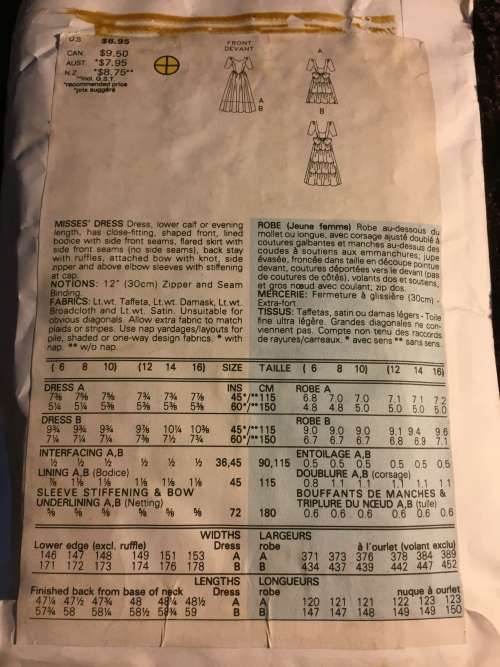 U.S. $6.95
CAN $9.50
AUST. *$7.95
N.Z. *$8.75**
**incl. G.S.T.
*recommended price
*prix suggéré
FRONT
DEVANT
A
B
A
B
MISSES' DRESS Dress, lower calf or evening
length, has close-fitting, shaped front, lined
bodice with side front seams, flared skirt with
side front seams (no side seams), back stay
with ruffles, attached bow with knot, side
zipper and above elbow sleeves with stiffening
at cap.
NOTIONS: 12" (30cm) Zipper and Seam
Binding.
FABRICS: Lt.wt. Taffeta, Lt.wt. Damask, Lt.wt.
Broadcloth and Lt.wt. Satin. Unsuitable for
obvious diagonals. Allow extra fabric to match
plaids or stripes. Use nap yardages/layouts for
pile, shaded or one-way design fabrics. * with
nap. ** w/o nap.
ROBE (Jeune femme) Robe au-dessous du
mollet ou longue, avec corsage ajusté doublé à
coutures galbantes et manches au-dessus des
coudes à soutiens aux emmanchures; jupe
évasée, froncée dans taille en découpe pointue
devant, coutures déportées vers le devant (pas
de coutures de côtés), volants dos et soutiens,
et gros nœud avec coulant; zip dos.
MERCERIE: Fermeture à glissière (30cm) -
Extra-fort.
TISSUS: Taffetas, satin ou damas légers - Toile
fine ultra légère. Grandes diagonales ne con-
viennent pas. Compte non tenu des raccords
de rayures/carreaux. * avec sens ** sans sens.
( 6 8 10) (12 14 16) SIZE TAILLE ( 6 8 10) (12 14 16)
DRESS A INS CM ROBE A
7⅝ 7⅝ 7⅝ 7¾ 7¾ 7⅞ 45*/** 115 6.8 7.0 7.0 7.1 7.1 7.2
5¼ 5¼ 5⅜ 5⅜ 5⅜ 5⅜ 60*/** 150 4.8 4.8 5.0 5.0 5.0 5.0
DRESS B ROBE B
9¾ 9¾ 9¾ 9⅞ 10¼ 10⅜ 45*/** 115 9.0 9.0 9.0 9.1 9.4 9.6
7¼ 7¼ 7¼ 7⅜ 7½ 7¾ 60*/** 150 6.7 6.7 6.7 6.8 6.9 7.1
INTERFACING A,B ENTOILAGE A,B
½ ½ ½ ½ ½ ½ 36,45 90,115 0.5 0.5 0.5 0.5 0.5 0.5
LINING A,B (Bodice) DOUBLURE A,B (corsage)
⅞ 1⅛ 1⅛ 1⅛ 1⅛ 1⅛ 45 115 0.8 1.1 1.1 1.1 1.1 1.1
SLEEVE STIFFENING & BOW BOUFFANTS DE MANCHES &
UNDERLINING A,B (Netting) TRIPLURE DU NŒUD A,B (tulle)
⅝ ⅝ ⅝ ⅝ ⅝ ⅝ 72 180 0.6 0.6 0.6 0.6 0.6 0.6
WIDTHS LARGEURS
Lower edge (excl. ruffle) Dress robe à l'ourlet (volant exclu)
146 147 148 149 151 153 A A 371 373 376 378 384 389
171 172 173 174 176 178 B B 434 437 439 442 447 452
LENGTHS LONGUEURS
Finished back from base of neck Dress robe nuque à ourlet
47¼ 47½ 47¾ 48 48¼ 48½ A A 120 121 121 122 123 123
57¾ 58 58¼ 58½ 58¾ 59 B B 147 147 148 149 149 150